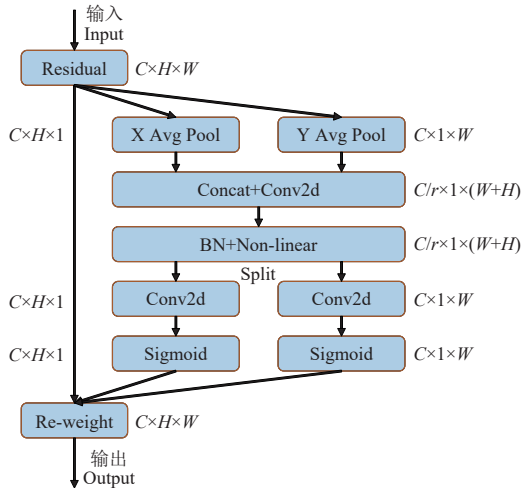 输入
Input
Residual C×H×W
C×H×1 X Avg Pool Y Avg Pool C×1×W
Concat+Conv2d C/r×1×(W+H)
BN+Non-linear C/r×1×(W+H)
Split
C×H×1 Conv2d Conv2d C×1×W
C×H×1 Sigmoid Sigmoid C×1×W
Re-weight C×H×W
输出
Output